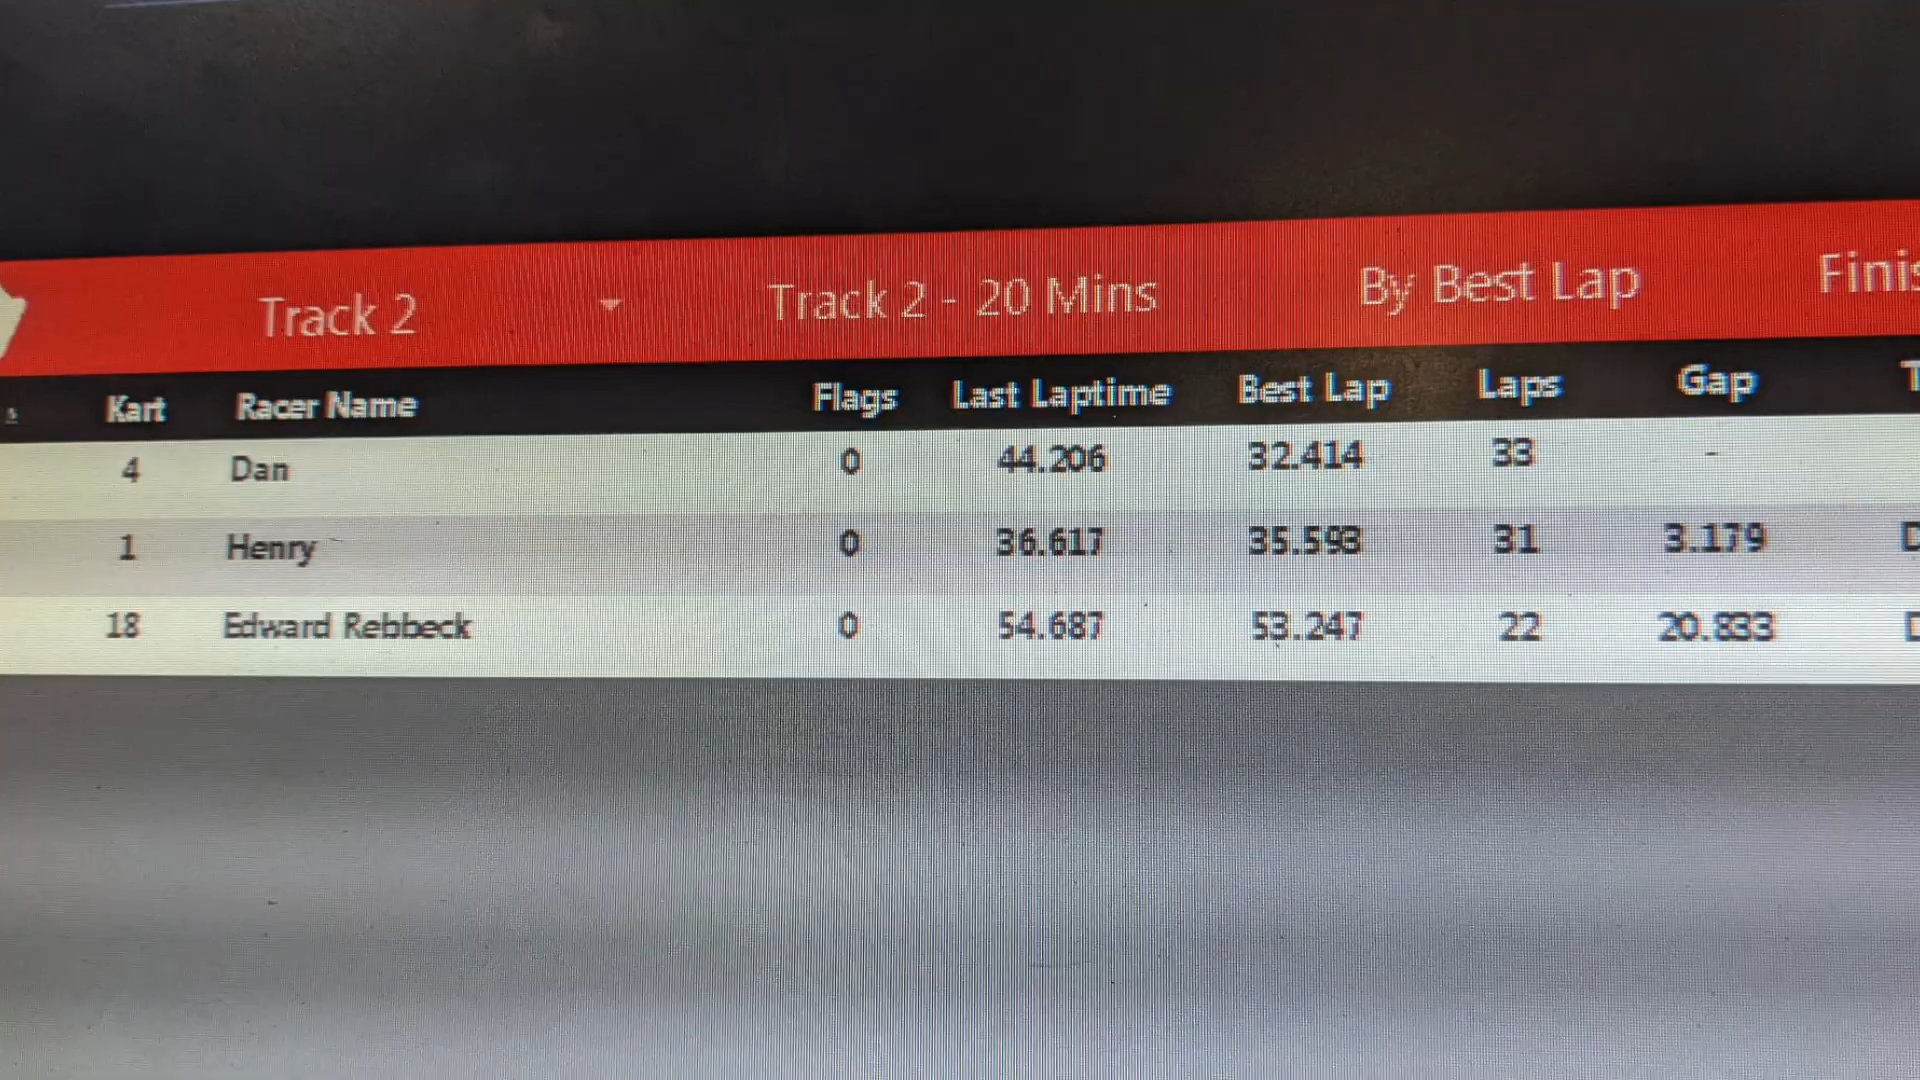 Track 2 Track 2 - 20 Mins By Best Lap
Kart Racer Name Flags Last Laptime Best Lap Laps Gap
4 Dan 0 44.206 32.414 33 -
1 Henry 0 36.617 35.593 31 3.179
18 Edward Rebbeck 0 54.687 53.247 22 20.833